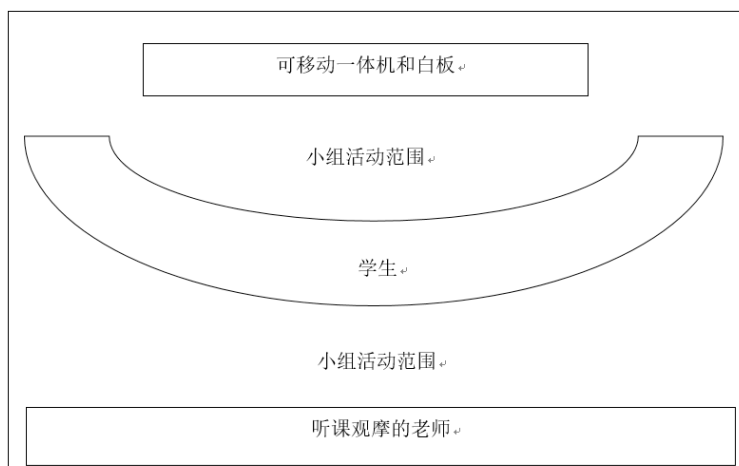 可移动一体机和白板
小组活动范围
学生
小组活动范围
听课观摩的老师